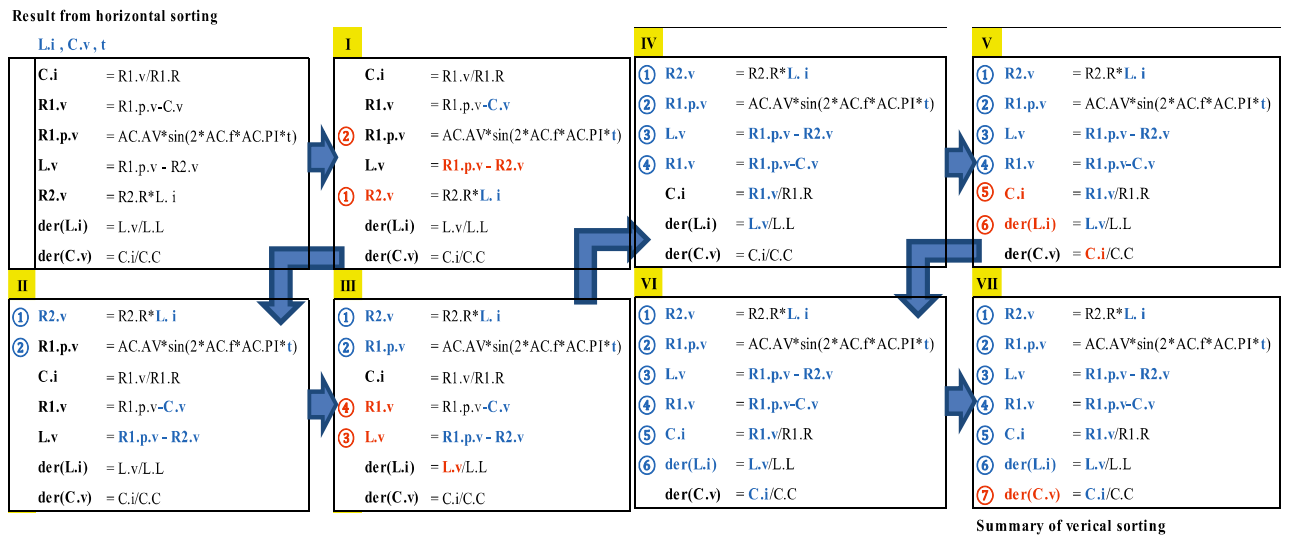 Result from horizontal sorting
L.i , C.v , t
C.i = R1.v/R1.R
R1.v = R1.p.v-C.v
R1.p.v = AC.AV*sin(2*AC.f*AC.PI*t)
L.v = R1.p.v - R2.v
R2.v = R2.R*L. i
der(L.i) = L.v/L.L
der(C.v) = C.i/C.C
I
C.i = R1.v/R1.R
R1.v = R1.p.v-C.v
② R1.p.v = AC.AV*sin(2*AC.f*AC.PI*t)
L.v = R1.p.v - R2.v
① R2.v = R2.R*L. i
der(L.i) = L.v/L.L
der(C.v) = C.i/C.C
II
① R2.v = R2.R*L. i
② R1.p.v = AC.AV*sin(2*AC.f*AC.PI*t)
C.i = R1.v/R1.R
R1.v = R1.p.v-C.v
L.v = R1.p.v - R2.v
der(L.i) = L.v/L.L
der(C.v) = C.i/C.C
III
① R2.v = R2.R*L. i
② R1.p.v = AC.AV*sin(2*AC.f*AC.PI*t)
C.i = R1.v/R1.R
④ R1.v = R1.p.v-C.v
③ L.v = R1.p.v - R2.v
der(L.i) = L.v/L.L
der(C.v) = C.i/C.C
IV
① R2.v = R2.R*L. i
② R1.p.v = AC.AV*sin(2*AC.f*AC.PI*t)
③ L.v = R1.p.v - R2.v
④ R1.v = R1.p.v-C.v
C.i = R1.v/R1.R
der(L.i) = L.v/L.L
der(C.v) = C.i/C.C
V
① R2.v = R2.R*L. i
② R1.p.v = AC.AV*sin(2*AC.f*AC.PI*t)
③ L.v = R1.p.v - R2.v
④ R1.v = R1.p.v-C.v
⑤ C.i = R1.v/R1.R
⑥ der(L.i) = L.v/L.L
der(C.v) = C.i/C.C
VI
① R2.v = R2.R*L. i
② R1.p.v = AC.AV*sin(2*AC.f*AC.PI*t)
③ L.v = R1.p.v - R2.v
④ R1.v = R1.p.v-C.v
⑤ C.i = R1.v/R1.R
⑥ der(L.i) = L.v/L.L
der(C.v) = C.i/C.C
VII
① R2.v = R2.R*L. i
② R1.p.v = AC.AV*sin(2*AC.f*AC.PI*t)
③ L.v = R1.p.v - R2.v
④ R1.v = R1.p.v-C.v
⑤ C.i = R1.v/R1.R
⑥ der(L.i) = L.v/L.L
⑦ der(C.v) = C.i/C.C
Summary of verical sorting